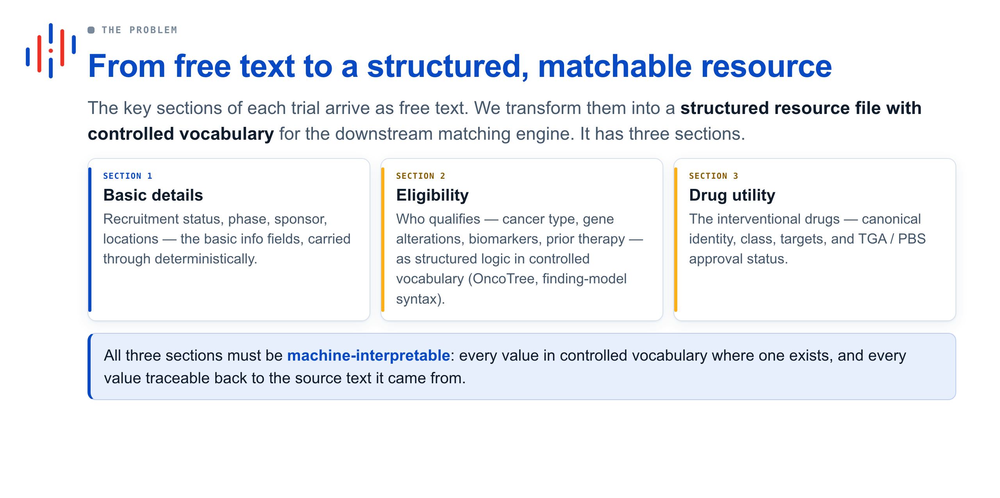 THE PROBLEM
From free text to a structured, matchable resource
The key sections of each trial arrive as free text. We transform them into a structured resource file with
controlled vocabulary for the downstream matching engine. It has three sections.
SECTION 1
Basic details
Recruitment status, phase, sponsor,
locations — the basic info fields, carried
through deterministically.
SECTION 2
Eligibility
Who qualifies — cancer type, gene
alterations, biomarkers, prior therapy —
as structured logic in controlled
vocabulary (OncoTree, finding-model
syntax).
SECTION 3
Drug utility
The interventional drugs — canonical
identity, class, targets, and TGA / PBS
approval status.
All three sections must be machine-interpretable: every value in controlled vocabulary where one exists, and every
value traceable back to the source text it came from.